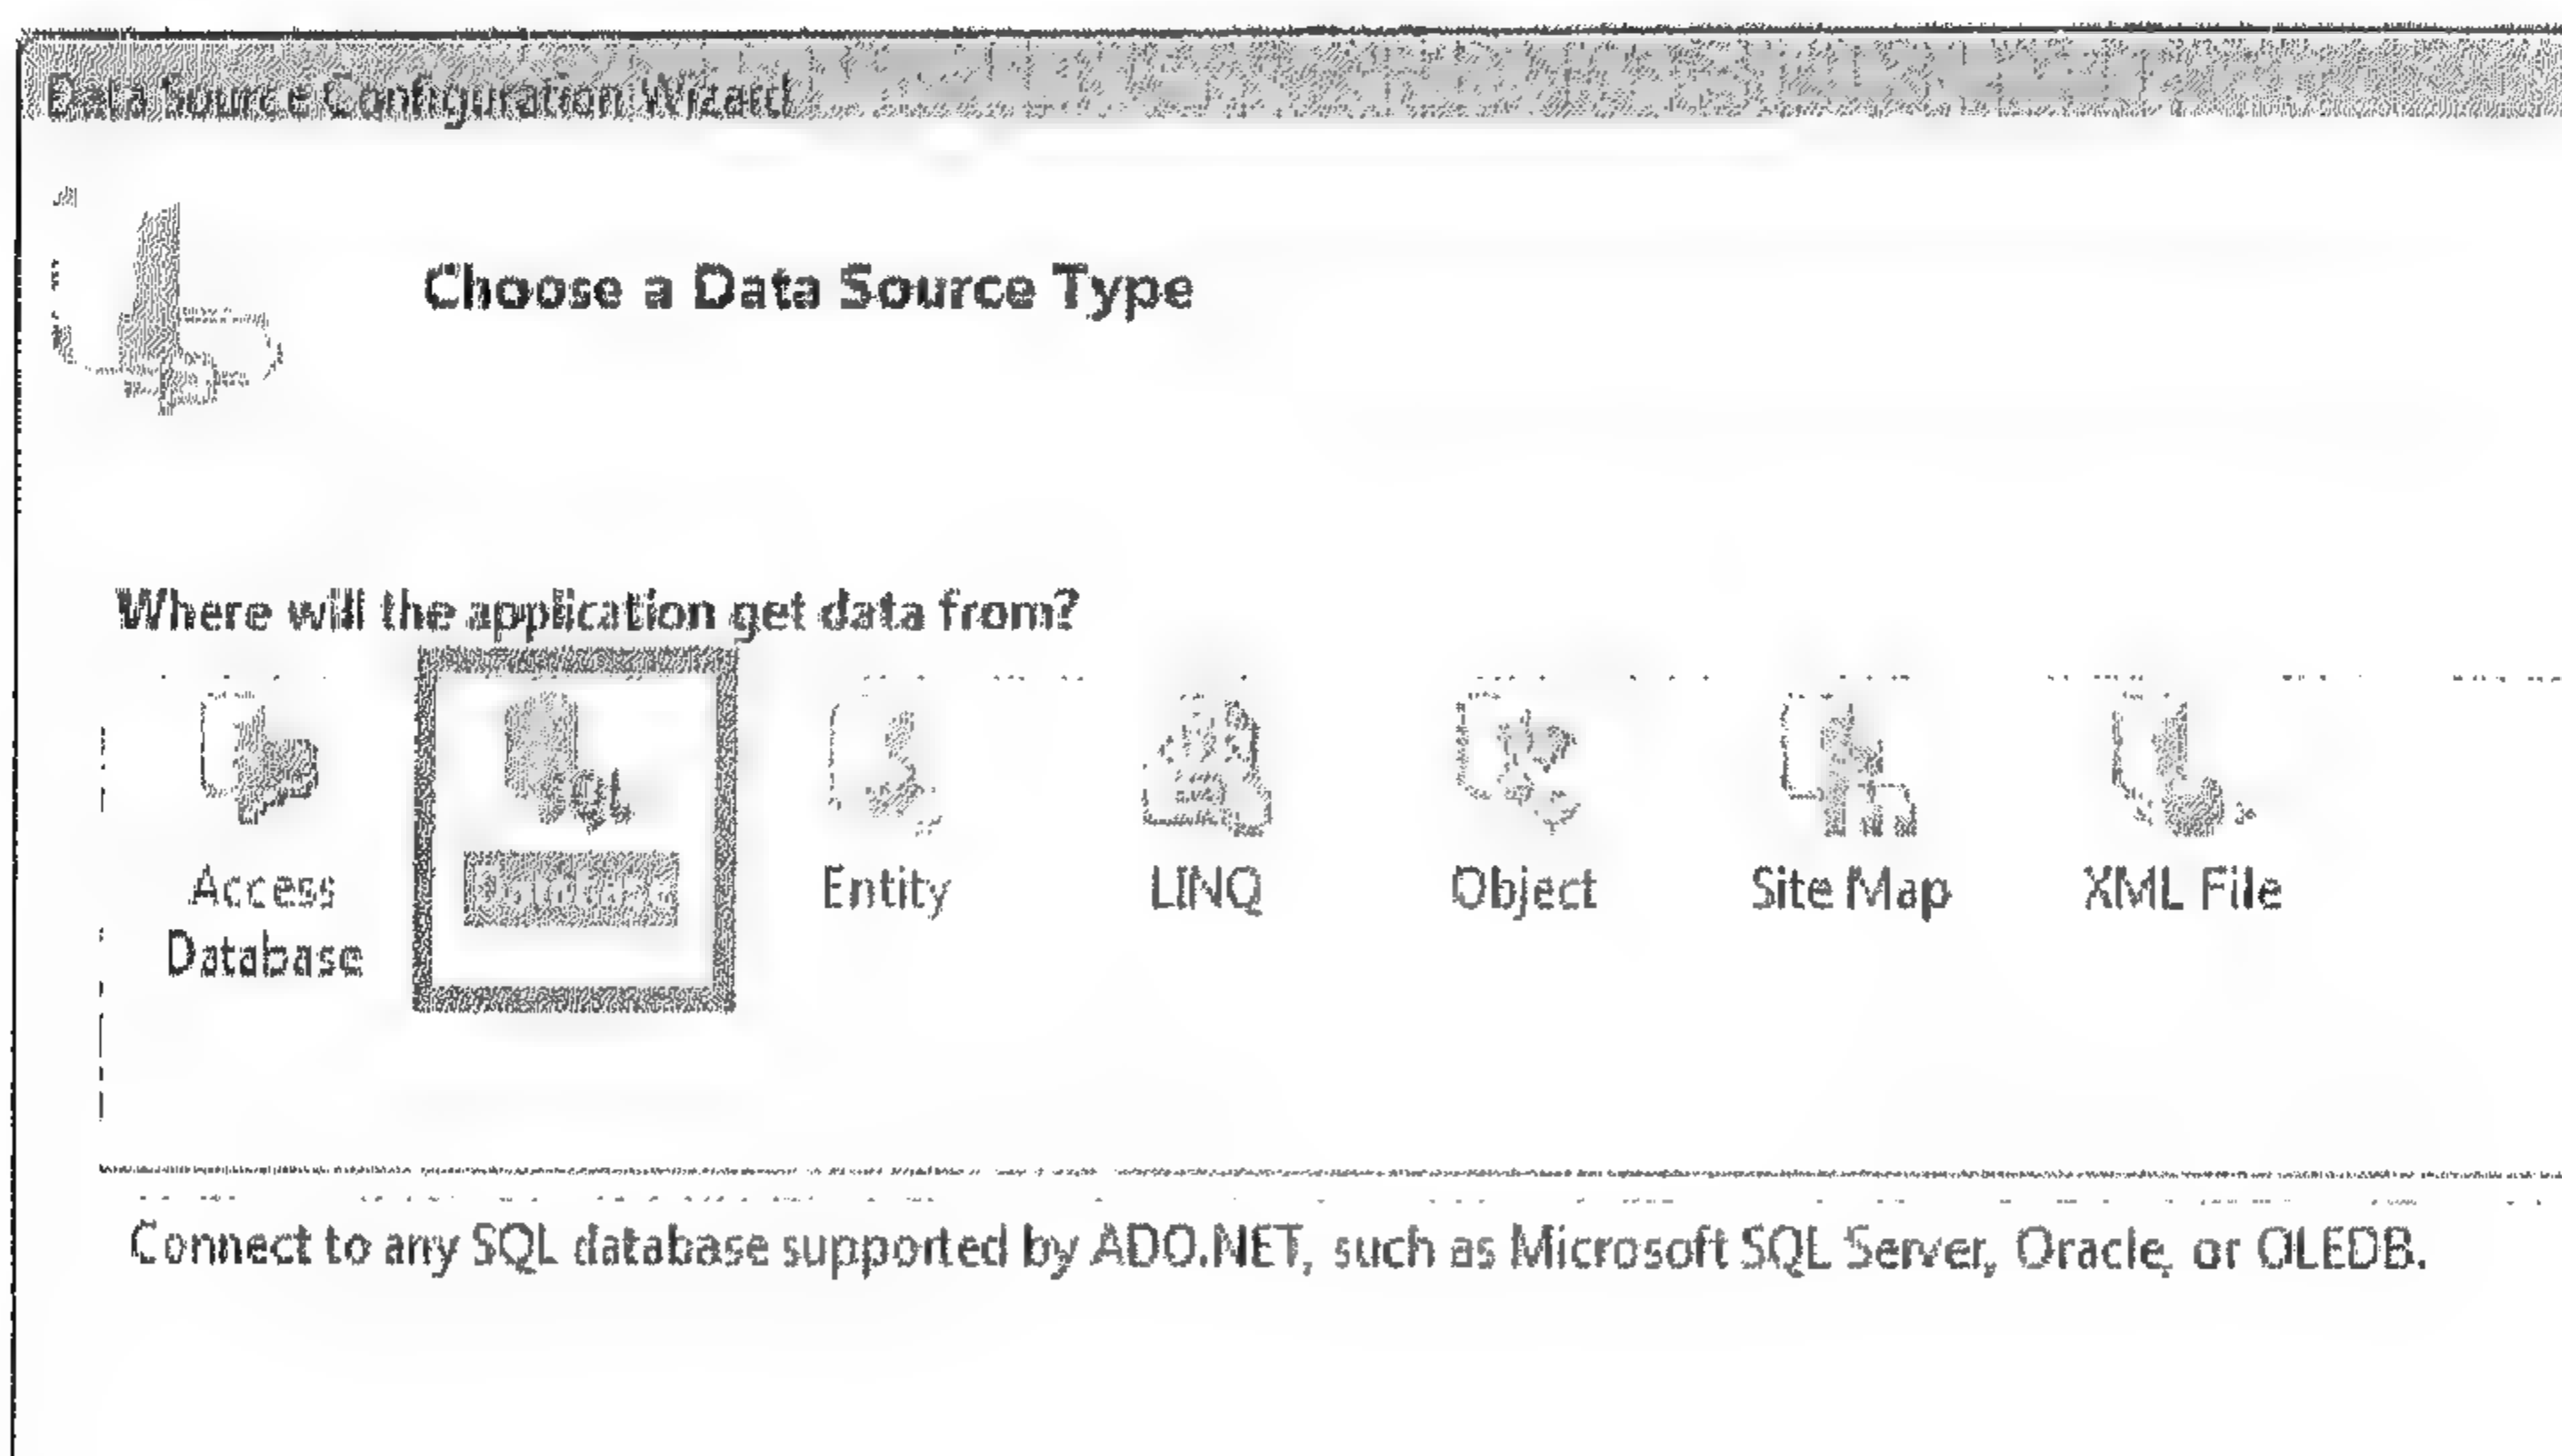 Data Source Configuration Wizard
Choose a Data Source Type
Where will the application get data from?
Access Database
Database
Entity
LINQ
Object
Site Map
XML File
Connect to any SQL database supported by ADO.NET, such as Microsoft SQL Server, Oracle, or OLEDB.